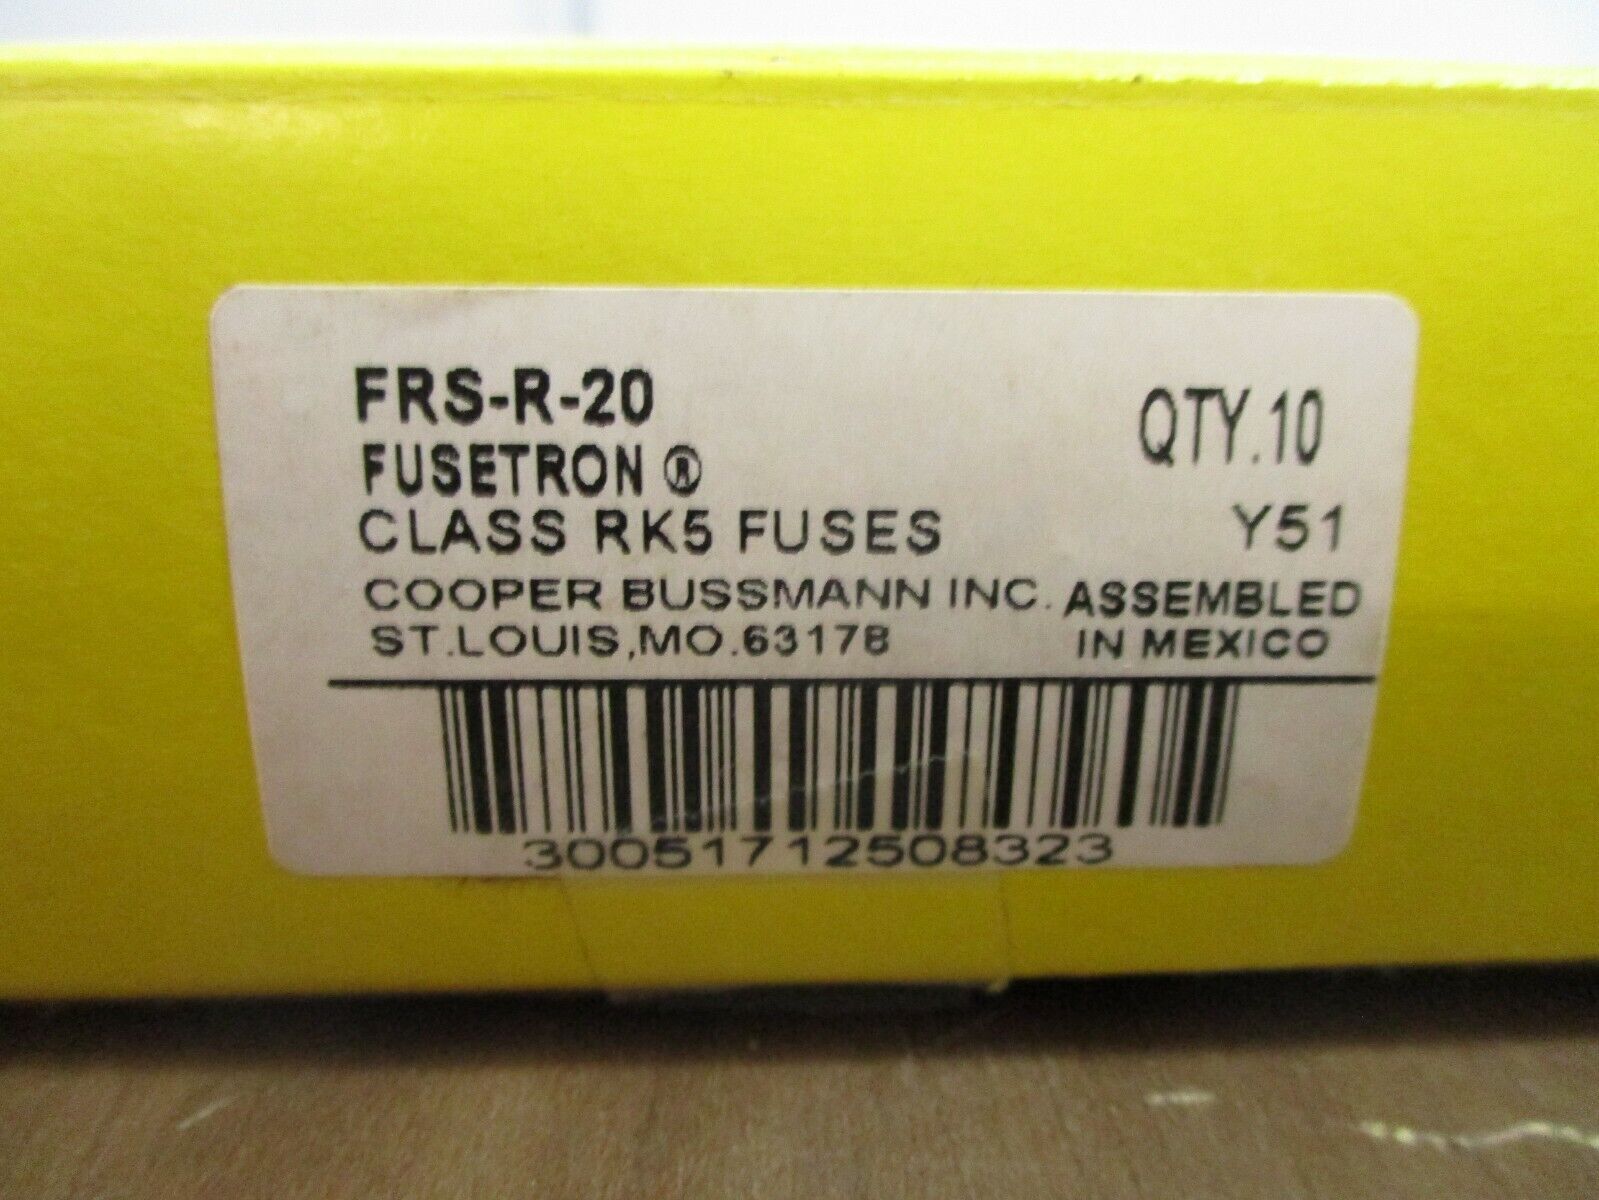 FRS-R-20
QTY.10
FUSETRON ®
CLASS RK5 FUSES
Y51
COOPER BUSSMANN INC.
ASSEMBLED
ST.LOUIS,MO.63178
IN MEXICO
30051712508323